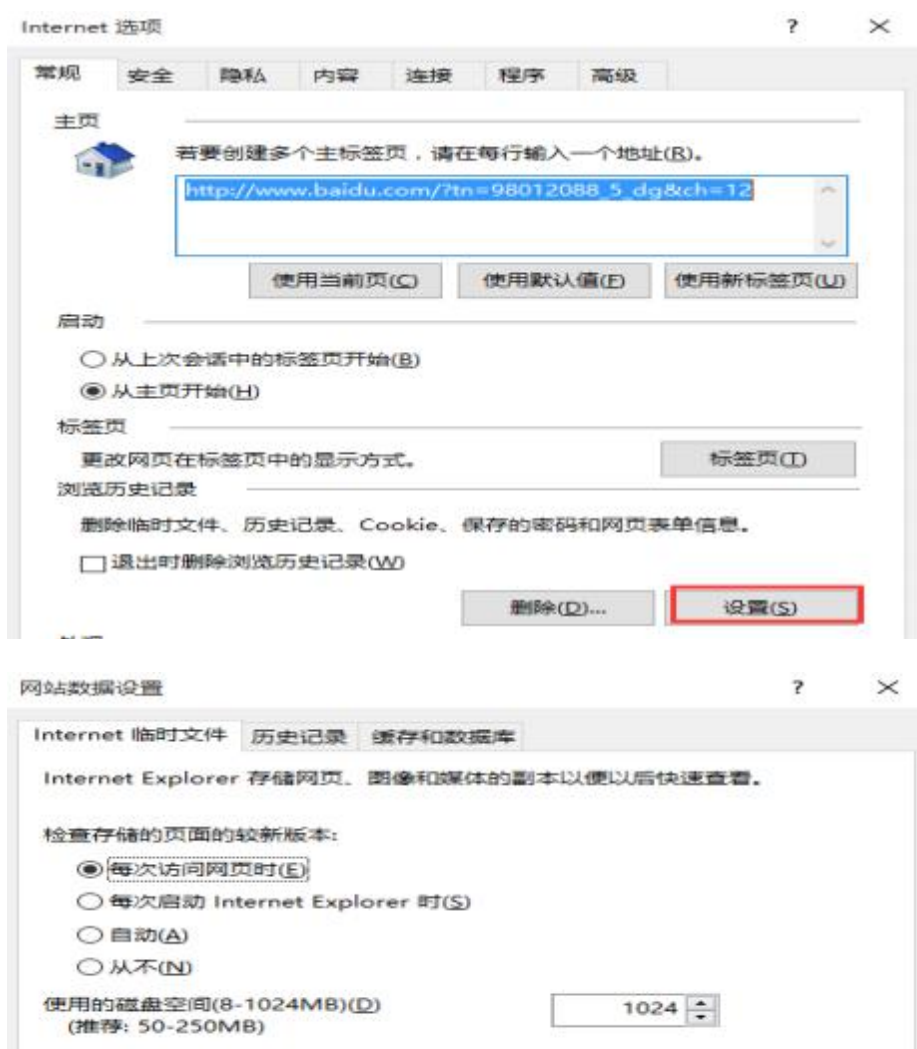 Internet 选项 ? ×
常规 安全 隐私 内容 连接 程序 高级
主页
若要创建多个主标签页，请在每行输入一个地址(R)。
http://www.baidu.com/?tn=98012088_5_dg&ch=12
使用当前页(C) 使用默认值(F) 使用新标签页(U)
启动
从上次会话中的标签页开始(B)
从主页开始(H)
标签页
更改网页在标签页中的显示方式。 标签页(T)
浏览历史记录
删除临时文件、历史记录、Cookie、保存的密码和网页表单信息。
退出时删除浏览历史记录(W)
删除(D)... 设置(S)
网站数据设置 ? ×
Internet 临时文件 历史记录 缓存和数据库
Internet Explorer 存储网页、图像和媒体的副本以便以后快速查看。
检查存储的页面的较新版本:
每次访问网页时(E)
每次启动 Internet Explorer 时(S)
自动(A)
从不(N)
使用的磁盘空间(8-1024MB)(D) 1024
(推荐: 50-250MB)